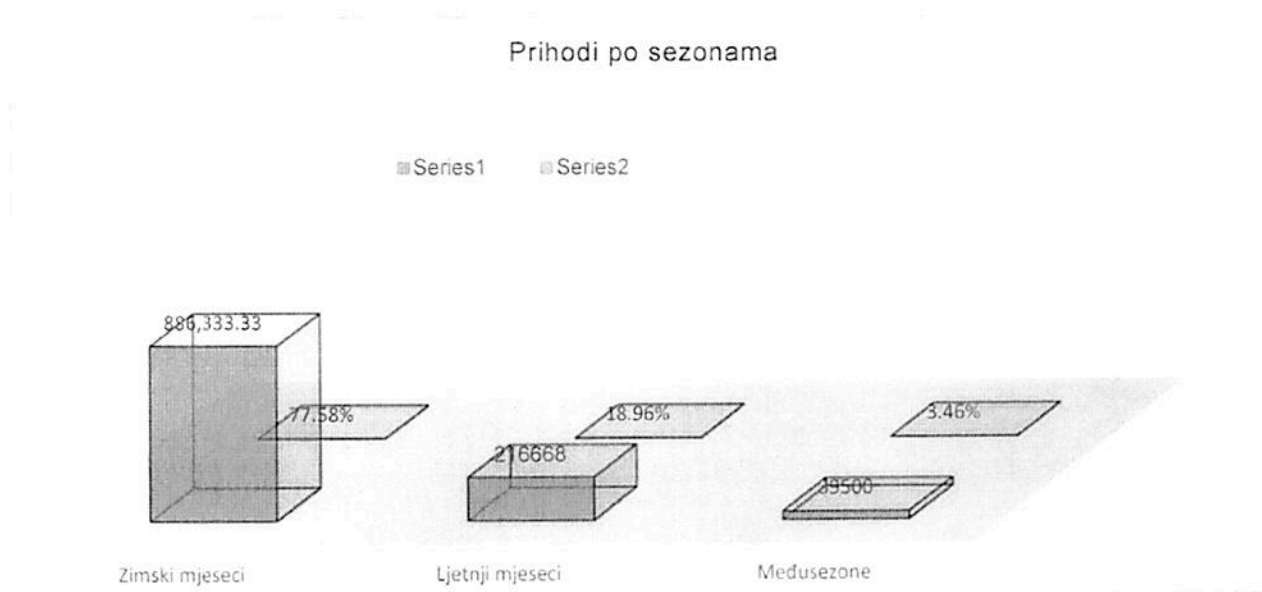 Prihodi po sezonama
Series1 Series2
886,333.33
77.58% 18.96% 3.46%
216668
39500
Zimski mjeseci Ljetnji mjeseci Međusezone